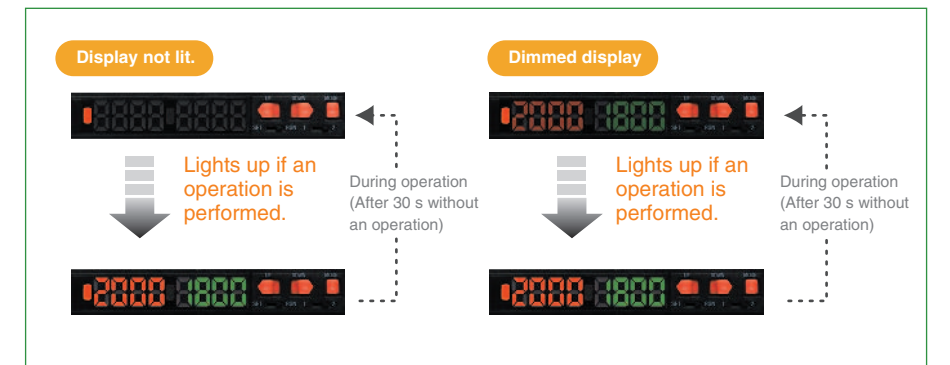 Display not lit.
Lights up if an
operation is
performed.
During operation
(After 30 s without
an operation)
2000 1800
Dimmed display
2000 1800
Lights up if an
operation is
performed.
During operation
(After 30 s without
an operation)
2000 1800